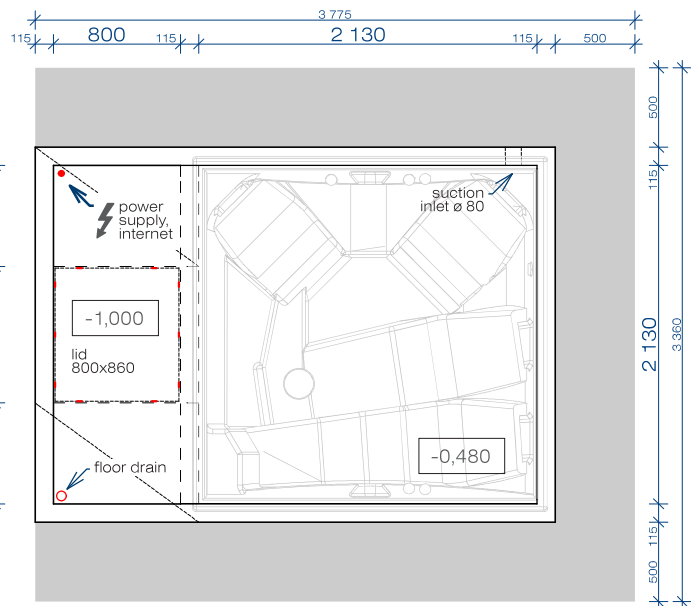 3 775
115
800
115
2 130
115
500
500
115
suction
inlet ø 80
power
supply,
internet
-1,000
lid
800x860
2 130
3 360
floor drain
-0,480
115
500